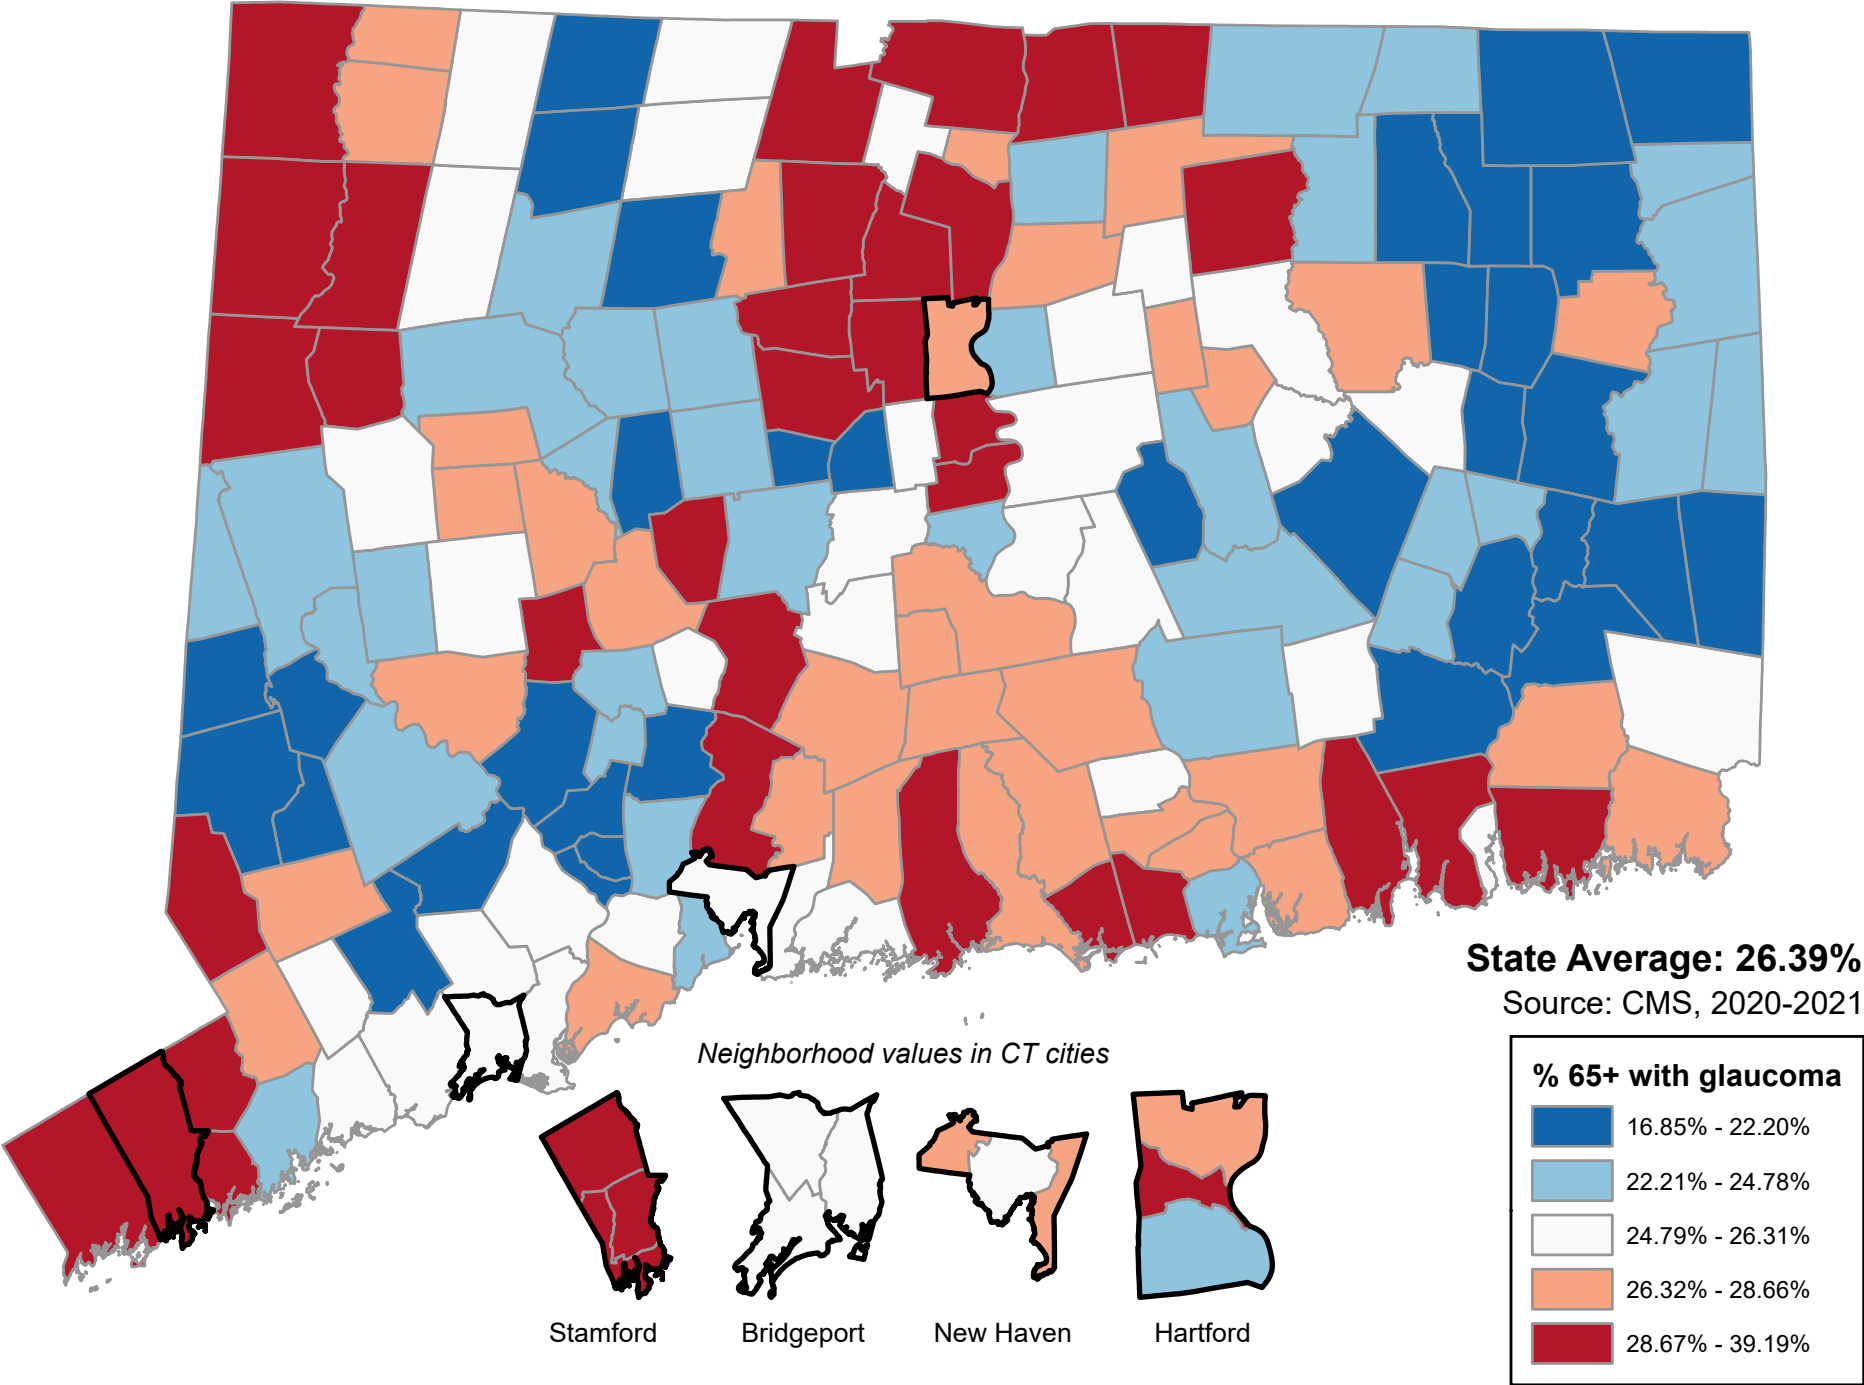 State Average: 26.39%
Source: CMS, 2020-2021
Neighborhood values in CT cities
% 65+ with glaucoma
16.85% - 22.20%
22.21% - 24.78%
24.79% - 26.31%
26.32% - 28.66%
28.67% - 39.19%
Stamford
Bridgeport
New Haven
Hartford